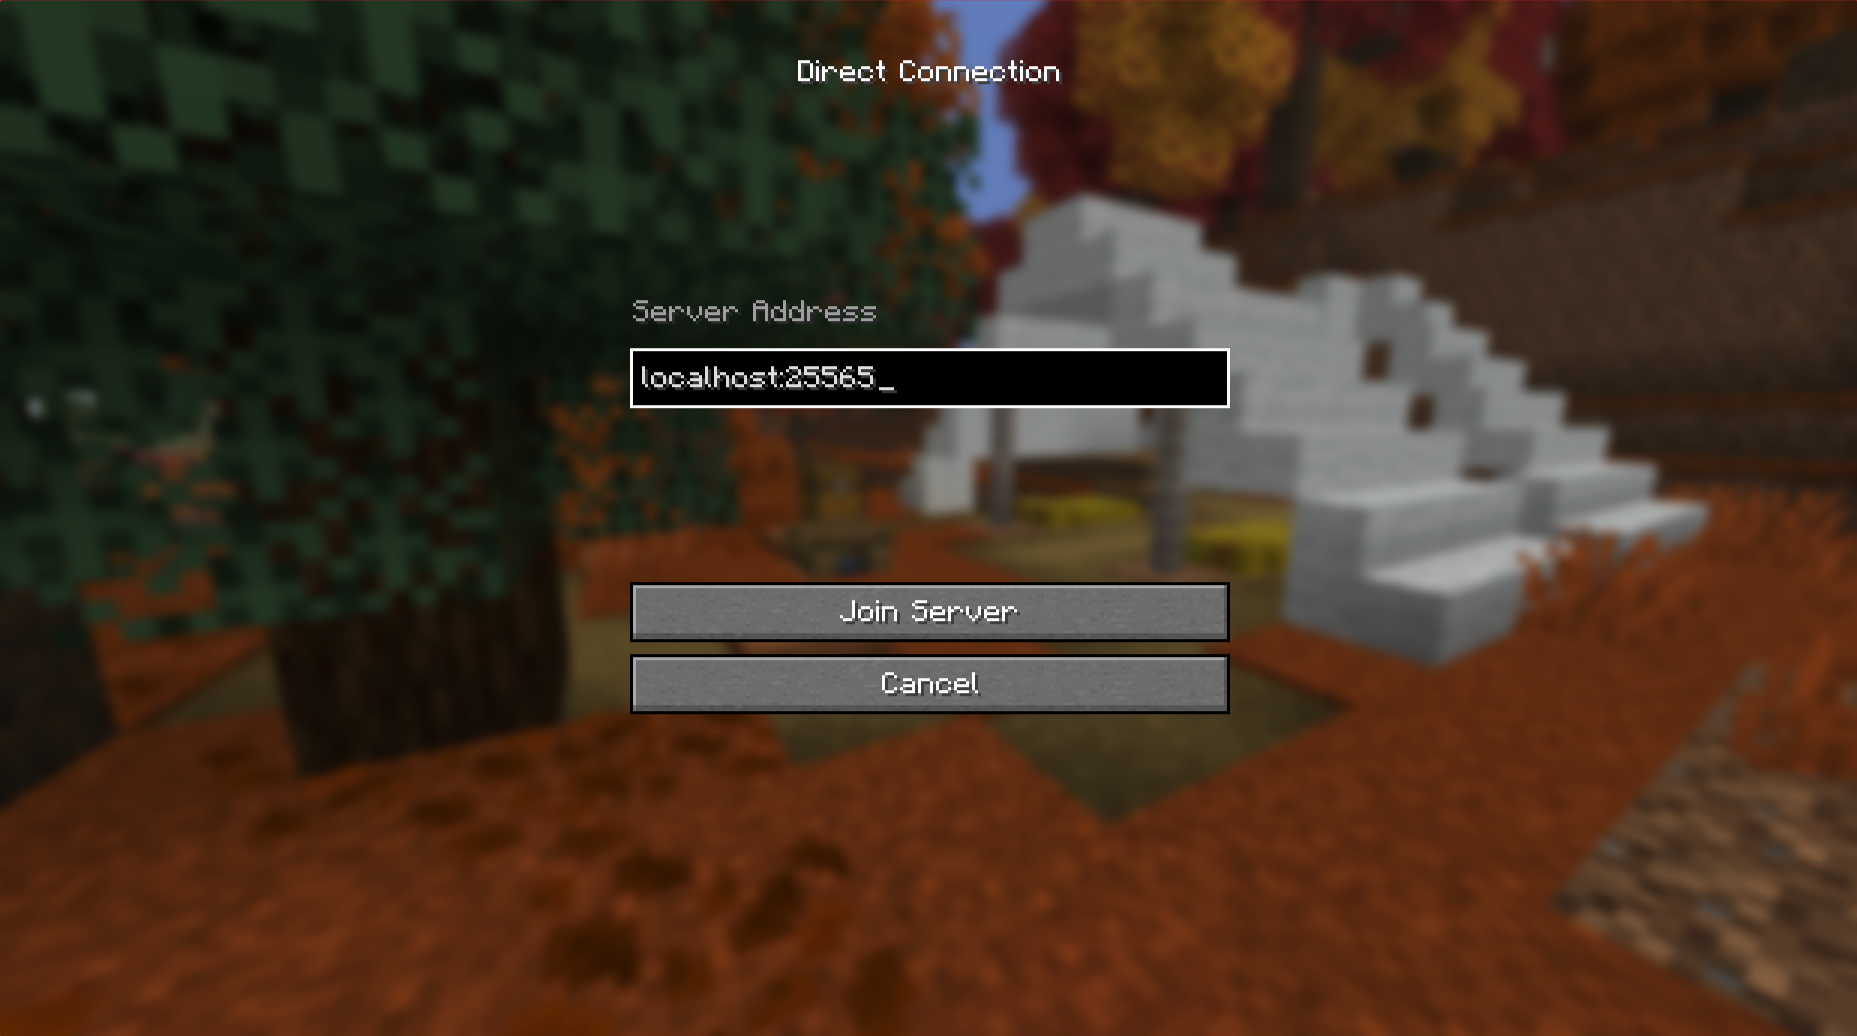 Direct Connection
Server Address
localhost:25565_
Join Server
Cancel